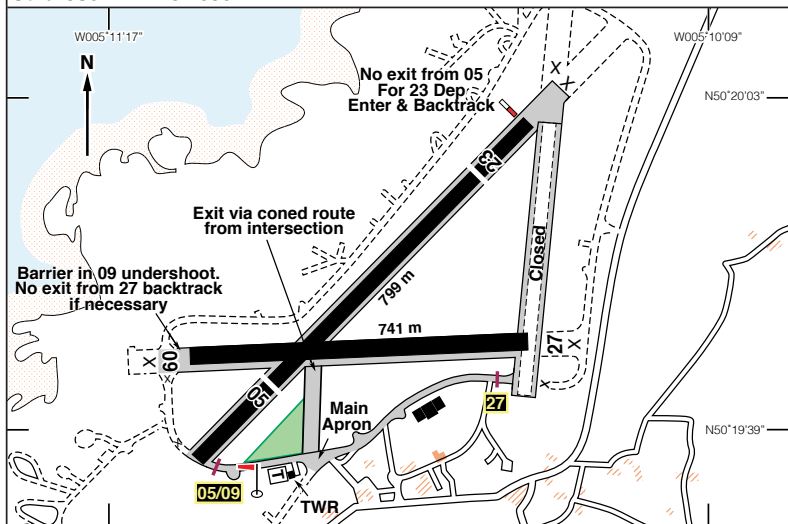 W005°11'17"
W005°10'09"
N
No exit from 05
For 23 Dep
Enter & Backtrack
N50°20'03"
23
Exit via coned route
from intersection
Closed
Barrier in 09 undershoot.
No exit from 27 backtrack
if necessary
799 m
741 m
09
27
05
27
Main
Apron
N50°19'39"
05/09
T
TWR
X
X
X
X
X